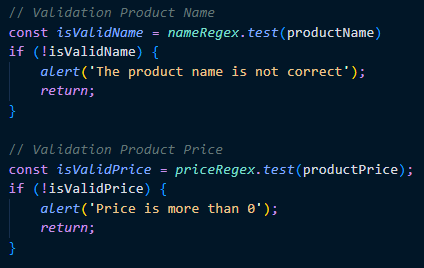 // Validation Product Name
const isValidName = nameRegex.test(productName)
if (!isValidName) {
    alert('The product name is not correct');
    return;
}

// Validation Product Price
const isValidPrice = priceRegex.test(productPrice);
if (!isValidPrice) {
    alert('Price is more than 0');
    return;
}